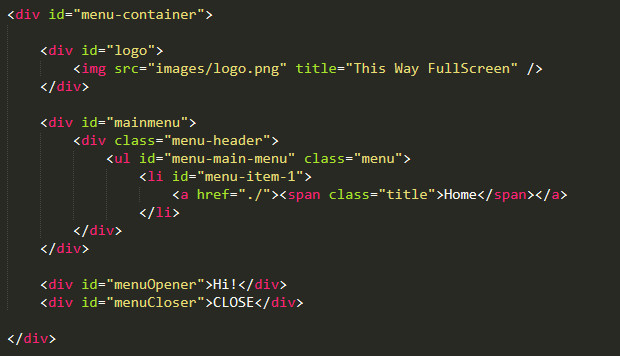 <div id="menu-container">
<div id="logo">
<img src="images/logo.png" title="This Way FullScreen" />
</div>
<div id="mainmenu">
<div class="menu-header">
<ul id="menu-main-menu" class="menu">
<li id="menu-item-1">
<a href="./"><span class="title">Home</span></a>
</li>
</div>
</div>
<div id="menuOpener">Hi!</div>
<div id="menuCloser">CLOSE</div>
</div>